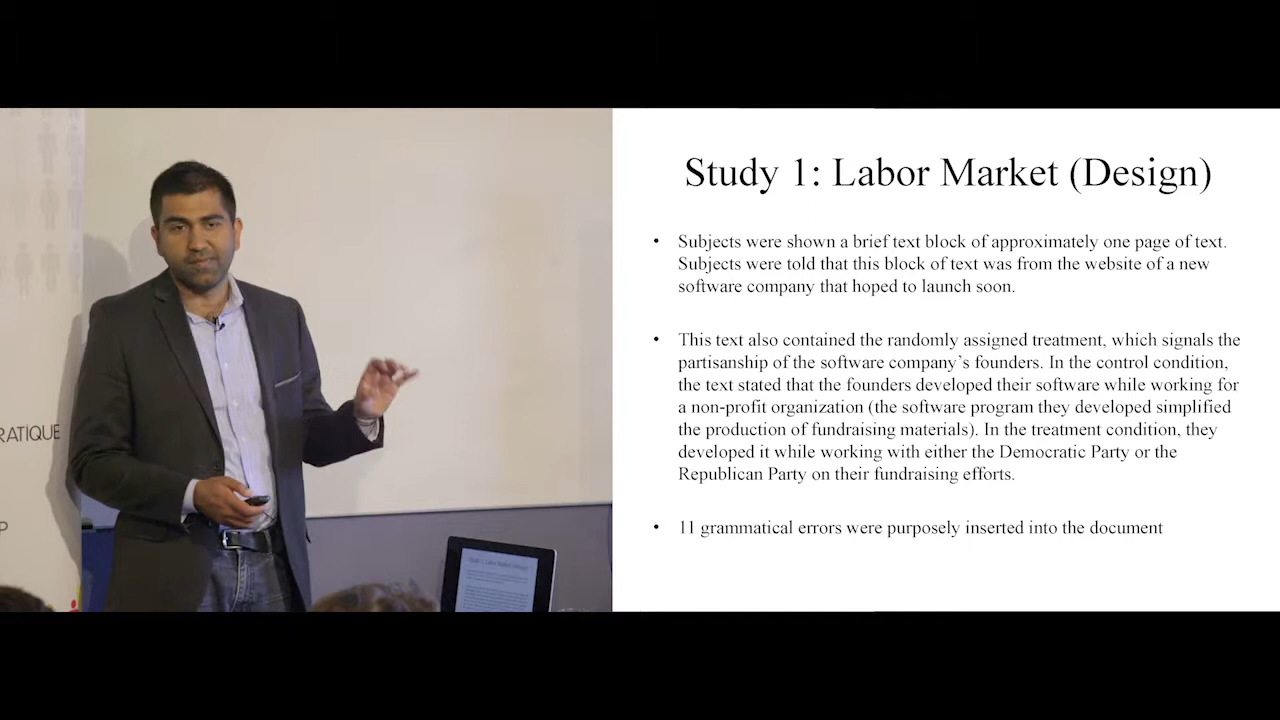 RATIQUE
P
Study 1: Labor Market (Design)
• Subjects were shown a brief text block of approximately one page of text.
Subjects were told that this block of text was from the website of a new
software company that hoped to launch soon.
• This text also contained the randomly assigned treatment, which signals the
partisanship of the software company’s founders. In the control condition,
the text stated that the founders developed their software while working for
a non-profit organization (the software program they developed simplified
the production of fundraising materials). In the treatment condition, they
developed it while working with either the Democratic Party or the
Republican Party on their fundraising efforts.
• 11 grammatical errors were purposely inserted into the document
Study 1: Labor Market (Design)